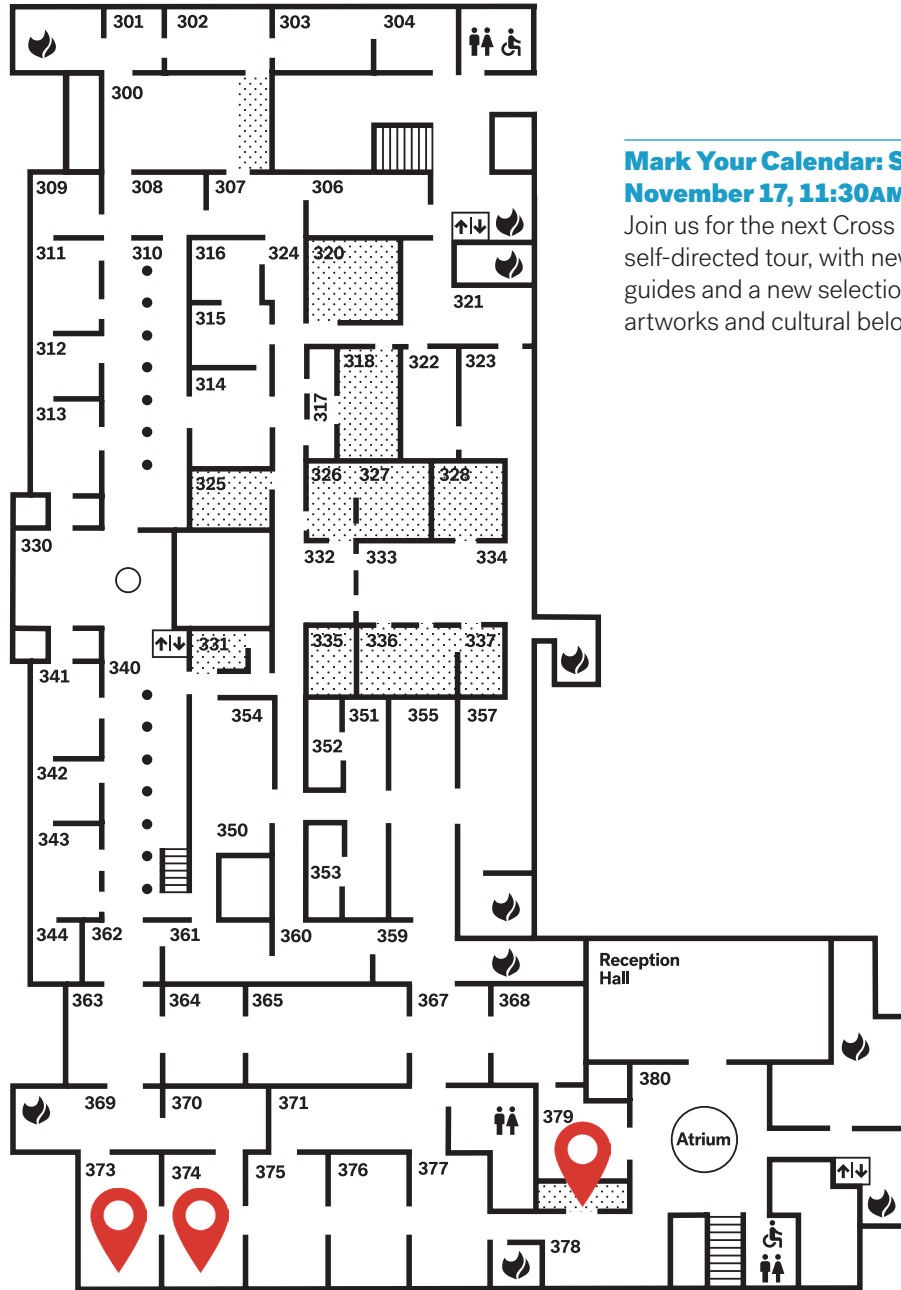 301 302 303 304
300
309 308 307 306
311 310 316 324 320
321
315
312
318 322 323
314
313
317
326 327 328
325
330
332 333 334
331 335 336 337
341 340
354 351 355 357
352
342
343 350
353
344 362 361 360 359
363 364 365 367 368
369 370 371
379 380
373 374 375 376 377
378
Reception
Hall
Atrium
Mark Your Calendar: S
November 17, 11:30AM
Join us for the next Cross
self-directed tour, with new
guides and a new selectio
artworks and cultural belo